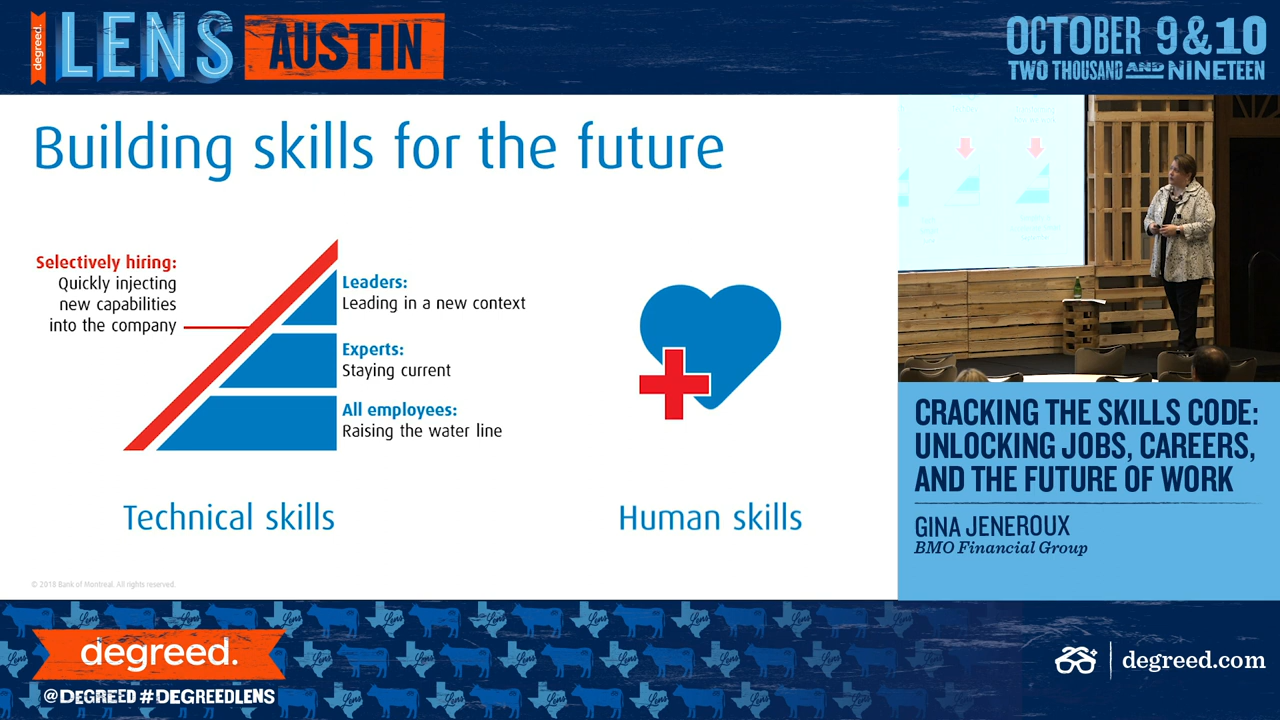 degreed.
LENS
AUSTIN
OCTOBER 9&10
TWO THOUSAND AND NINETEEN
Building skills for the future
Selectively hiring:
Quickly injecting
new capabilities
into the company
Leaders:
Leading in a new context
Experts:
Staying current
All employees:
Raising the water line
Technical skills
Human skills
© 2018 Bank of Montreal. All rights reserved.
CRACKING THE SKILLS CODE:
UNLOCKING JOBS, CAREERS,
AND THE FUTURE OF WORK
GINA JENEROUX
BMO Financial Group
degreed.
@DEGREED #DEGREEDLENS
degreed.com